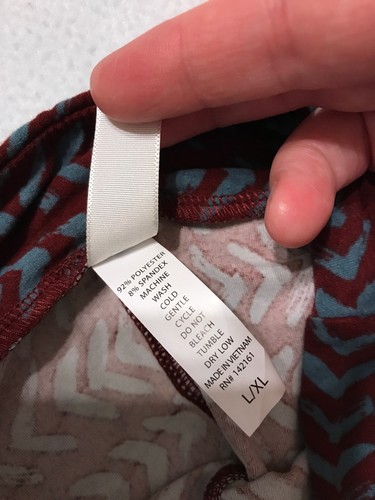 92% POLYESTER
8% SPANDEX
MACHINE
WASH
COLD
GENTLE
CYCLE
DO NOT
BLEACH
TUMBLE
DRY LOW
MADE IN VIETNAM
RN# 142161
L/XL